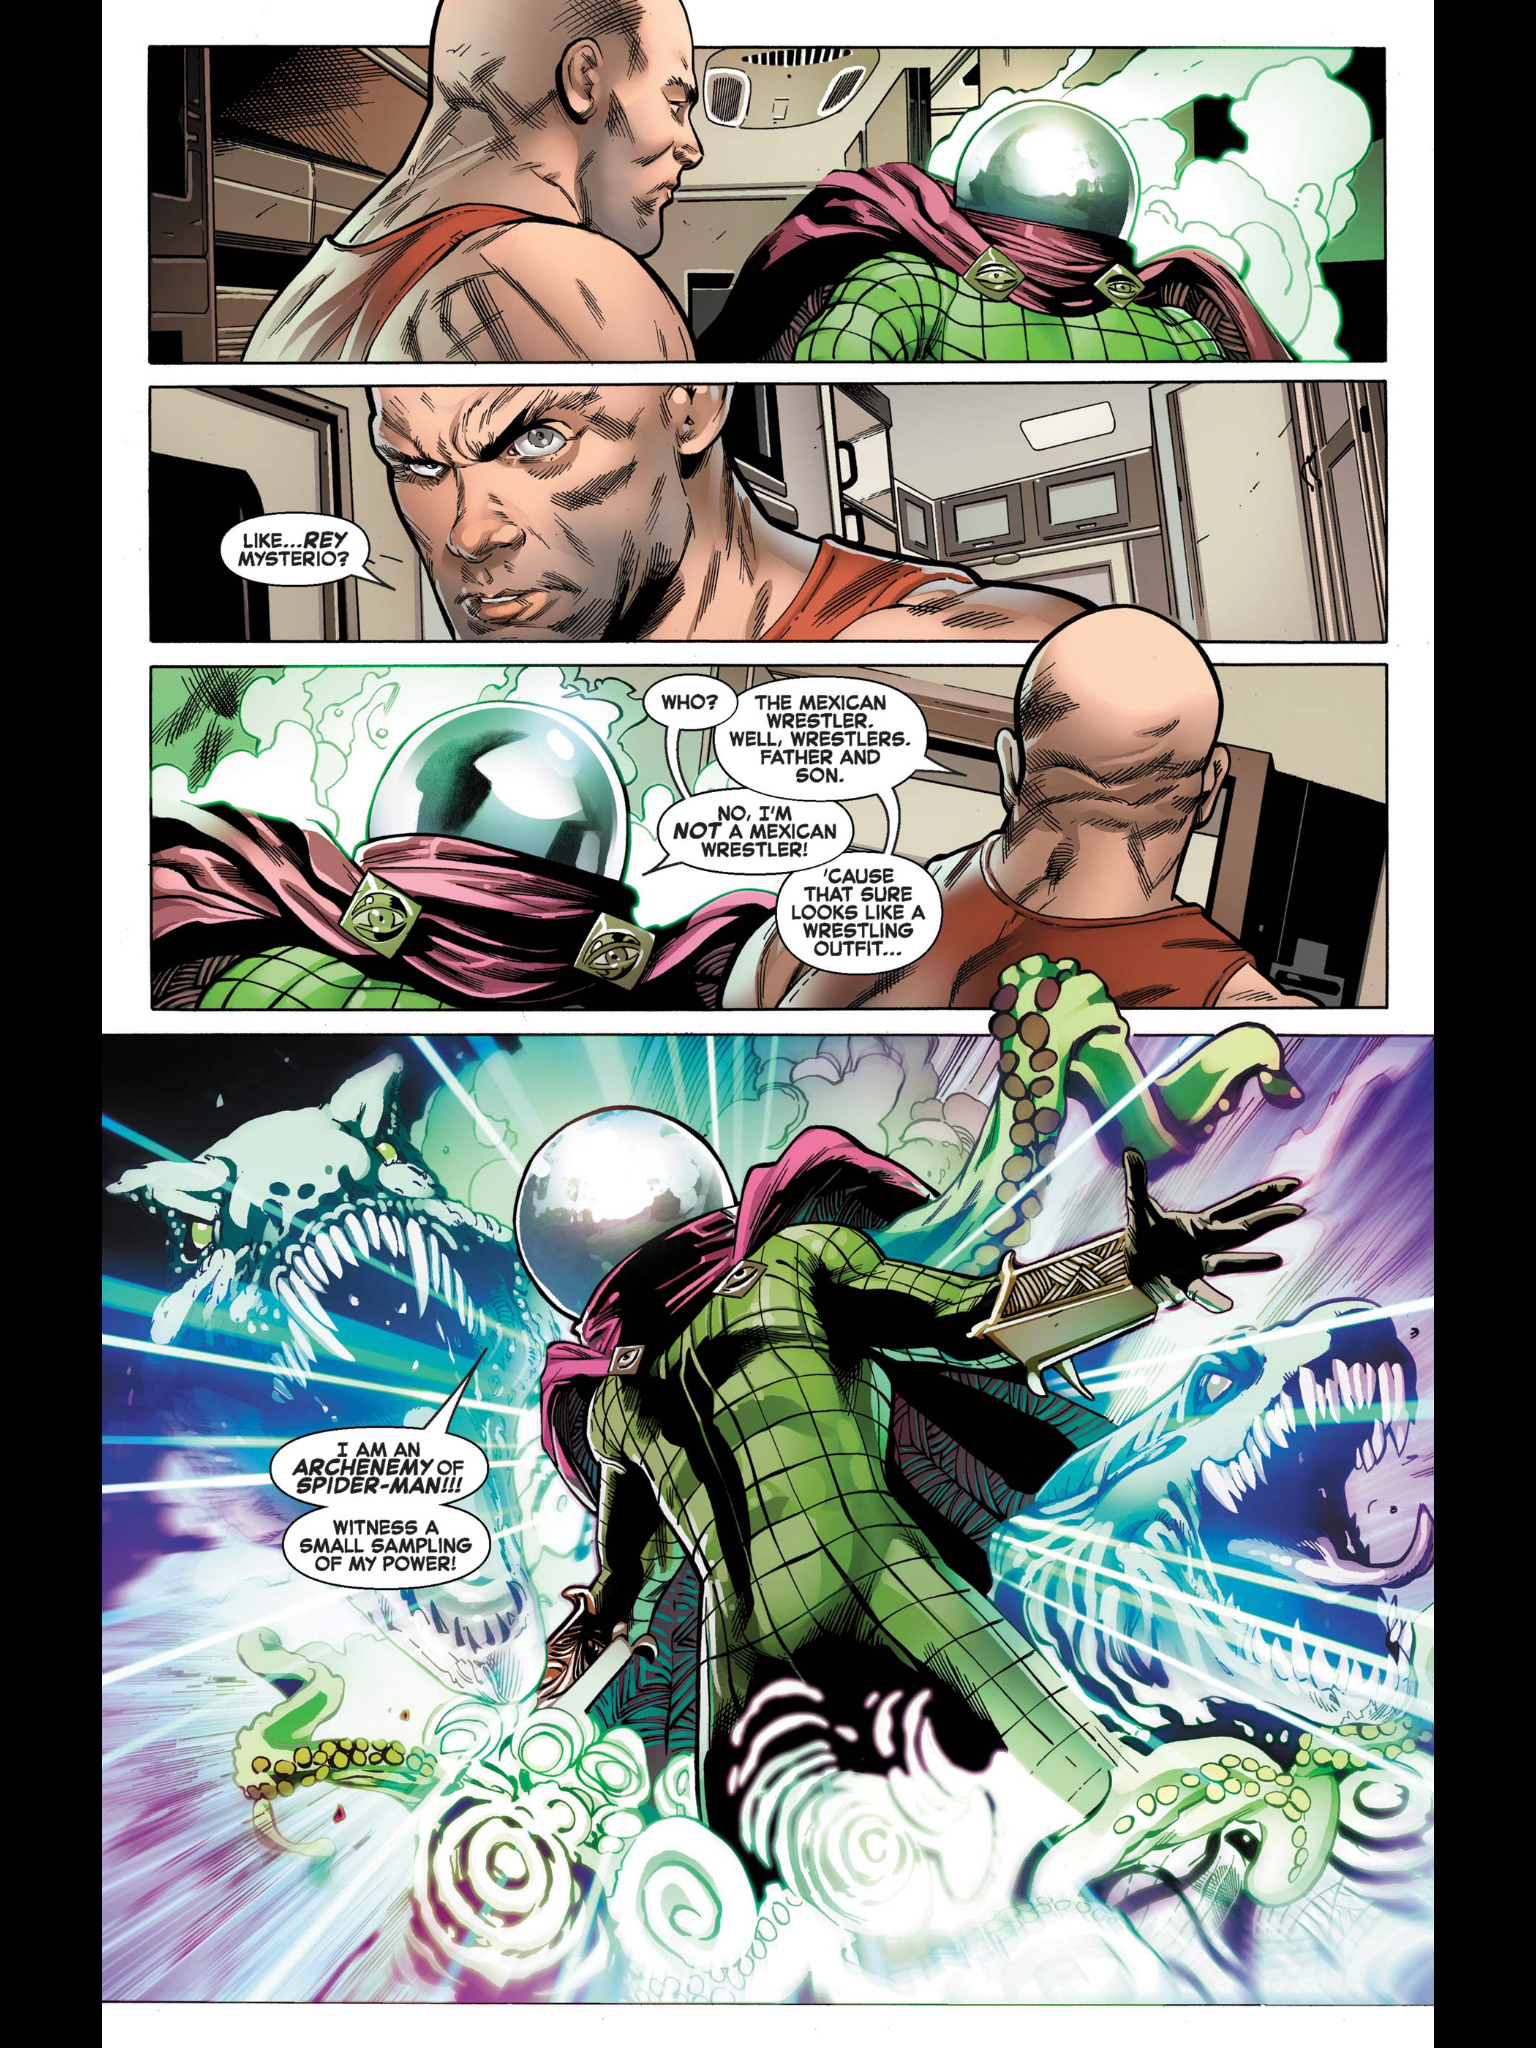 LIKE...REY
MYSTERIO?
WHO?
THE MEXICAN
WRESTLER.
WELL, WRESTLERS.
FATHER AND
SON.
NO, I'M
NOT A MEXICAN
WRESTLER!
'CAUSE
THAT SURE
LOOKS LIKE A
WRESTLING
OUTFIT...
I AM AN
ARCHENEMY OF
SPIDER-MAN!!!
WITNESS A
SMALL SAMPLING
OF MY POWER!